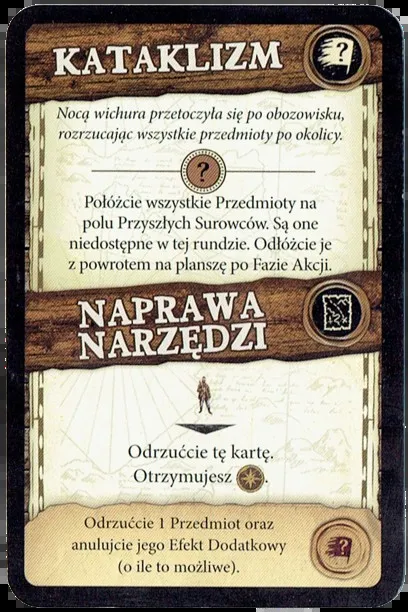 KATAKLIZM
?
Nocą wichura przetoczyła się po obozowisku,
rozrzucając wszystkie przedmioty po okolicy.
?
Połóżcie wszystkie Przedmioty na
polu Przyszłych Surowców. Są one
niedostępne w tej rundzie. Odłóżcie je
z powrotem na planszę po Fazie Akcji.
NAPRAWA
NARZĘDZI
Odrzućcie tę kartę.
Otrzymujesz .
Odrzućcie 1 Przedmiot oraz
anulujcie jego Efekt Dodatkowy
(o ile to możliwe).
?